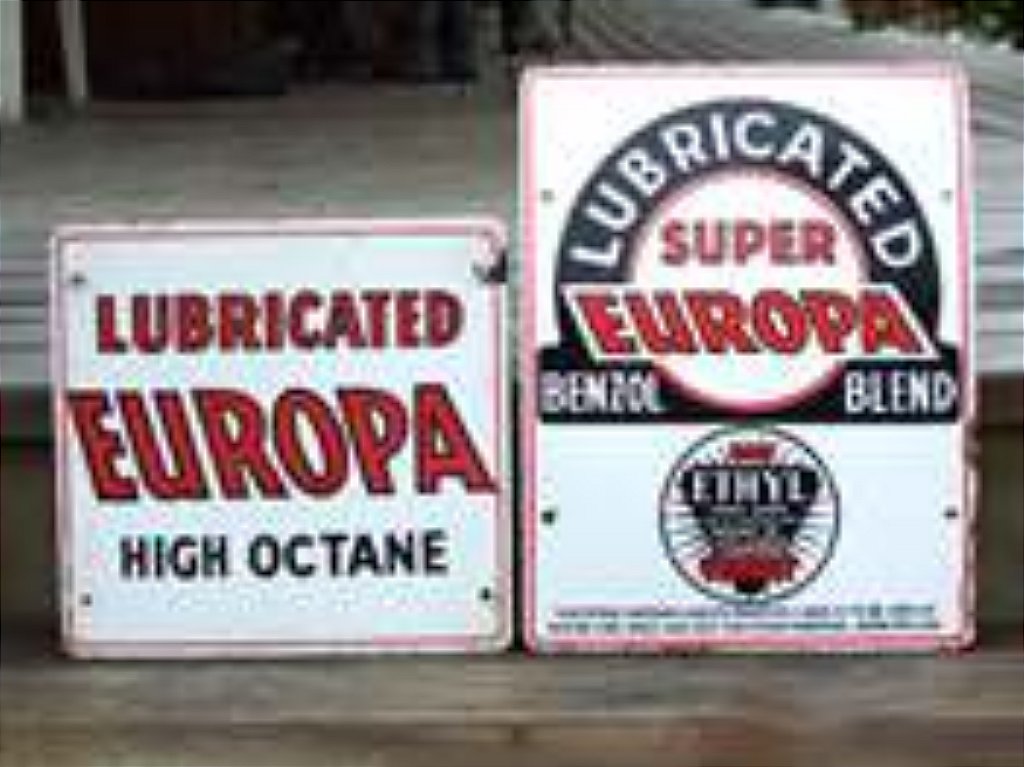 LUBRICATED
EUROPA
HIGH OCTANE
LUBRICATED
SUPER
EUROPA
BENZOL BLEND
ETHYL